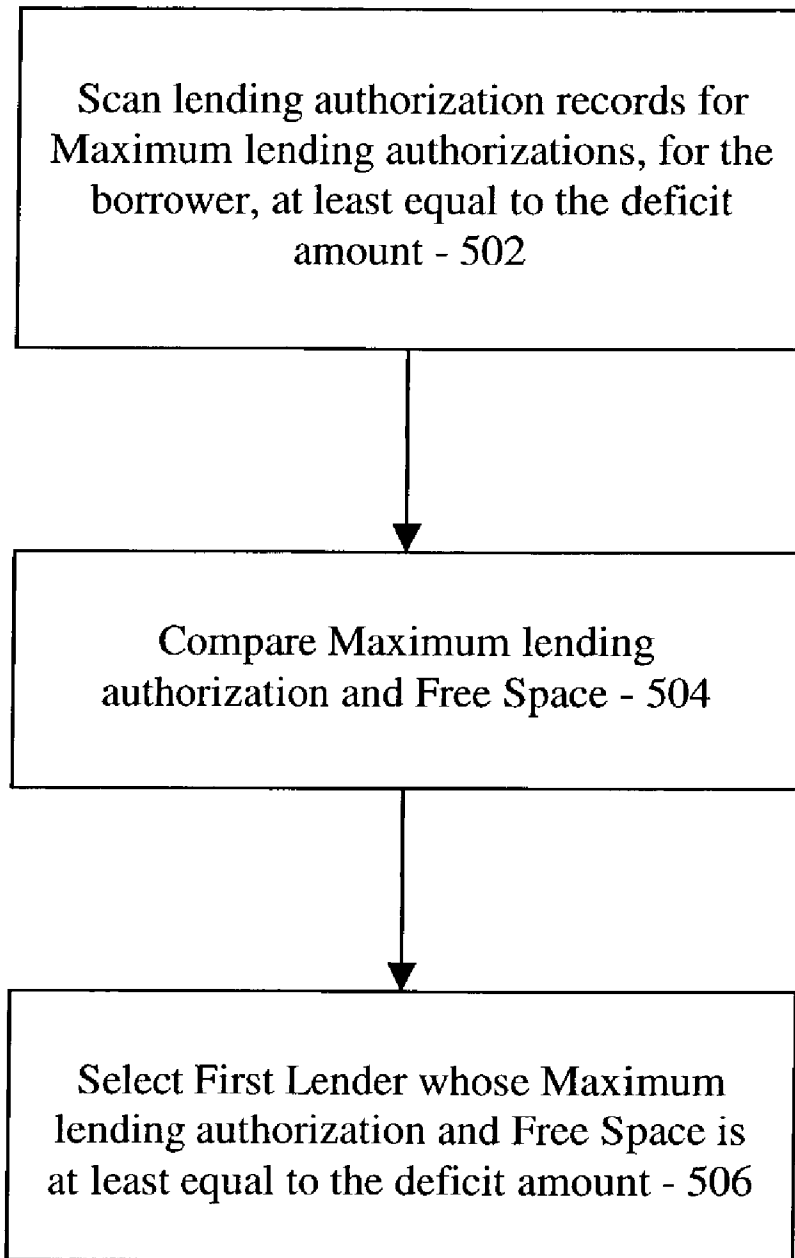 Scan lending authorization records for
Maximum lending authorizations, for the
borrower, at least equal to the deficit
amount - 502
Compare Maximum lending
authorization and Free Space - 504
Select First Lender whose Maximum
lending authorization and Free Space is
at least equal to the deficit amount - 506